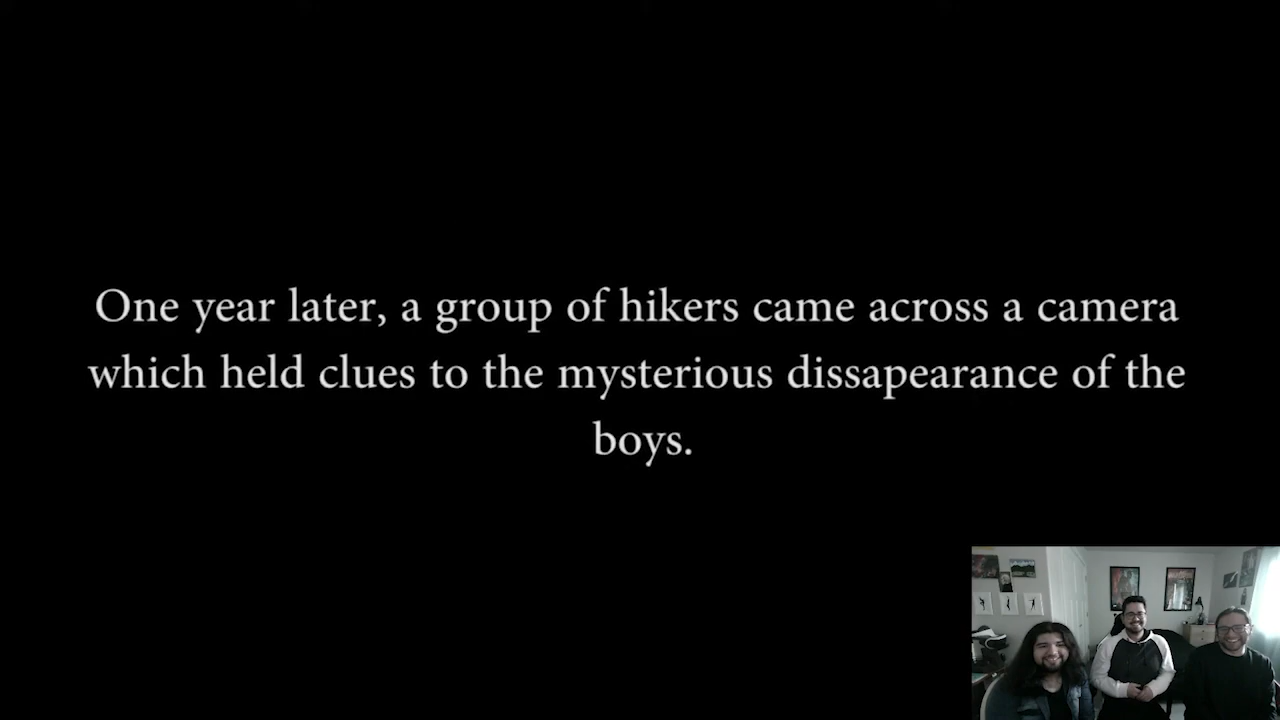 One year later, a group of hikers came across a camera
which held clues to the mysterious dissapearance of the
boys.